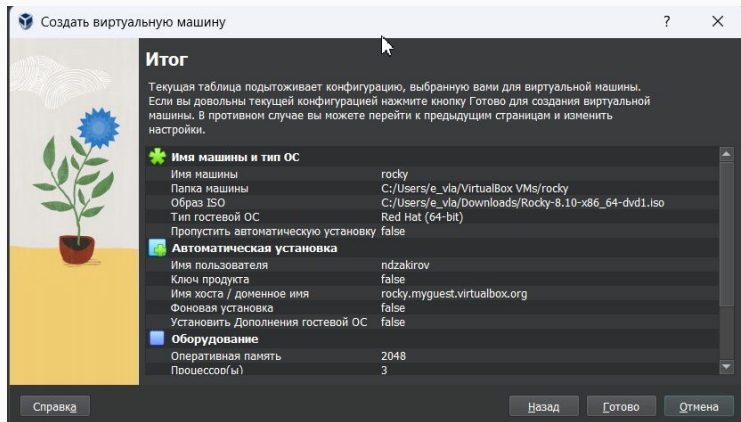 Создать виртуальную машину
Итог
Текущая таблица подытоживает конфигурацию, выбранную вами для виртуальной машины.
Если вы довольны текущей конфигурацией нажмите кнопку Готово для создания виртуальной
машины. В противном случае вы можете перейти к предыдущим страницам и изменить
настройки.
Имя машины и тип ОС
Имя машины rocky
Папка машины C:/Users/e_vla/VirtualBox VMs/rocky
Образ ISO C:/Users/e_vla/Downloads/Rocky-8.10-x86_64-dvd1.iso
Тип гостевой ОС Red Hat (64-bit)
Пропустить автоматическую установку false
Автоматическая установка
Имя пользователя ndzakirov
Ключ продукта false
Имя хоста / доменное имя rocky.myguest.virtualbox.org
Фоновая установка false
Установить Дополнения гостевой ОС false
Оборудование
Оперативная память 2048
Процессор(ы) 3
Справка Назад Готово Отмена